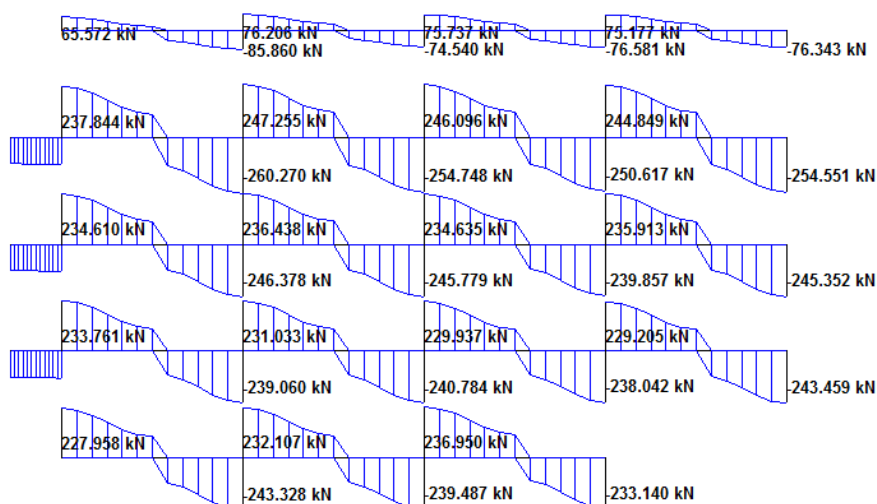 65.572 kN 76.206 kN 75.737 kN 75.177 kN
-85.860 kN -74.540 kN -76.581 kN -76.343 kN
237.844 kN 247.255 kN 246.096 kN 244.849 kN
-260.270 kN -254.748 kN -250.617 kN -254.551 kN
234.610 kN 236.438 kN 234.635 kN 235.913 kN
-246.378 kN -245.779 kN -239.857 kN -245.352 kN
233.761 kN 231.033 kN 229.937 kN 229.205 kN
-239.060 kN -240.784 kN -238.042 kN -243.459 kN
227.958 kN 232.107 kN 236.950 kN
-243.328 kN -239.487 kN -233.140 kN